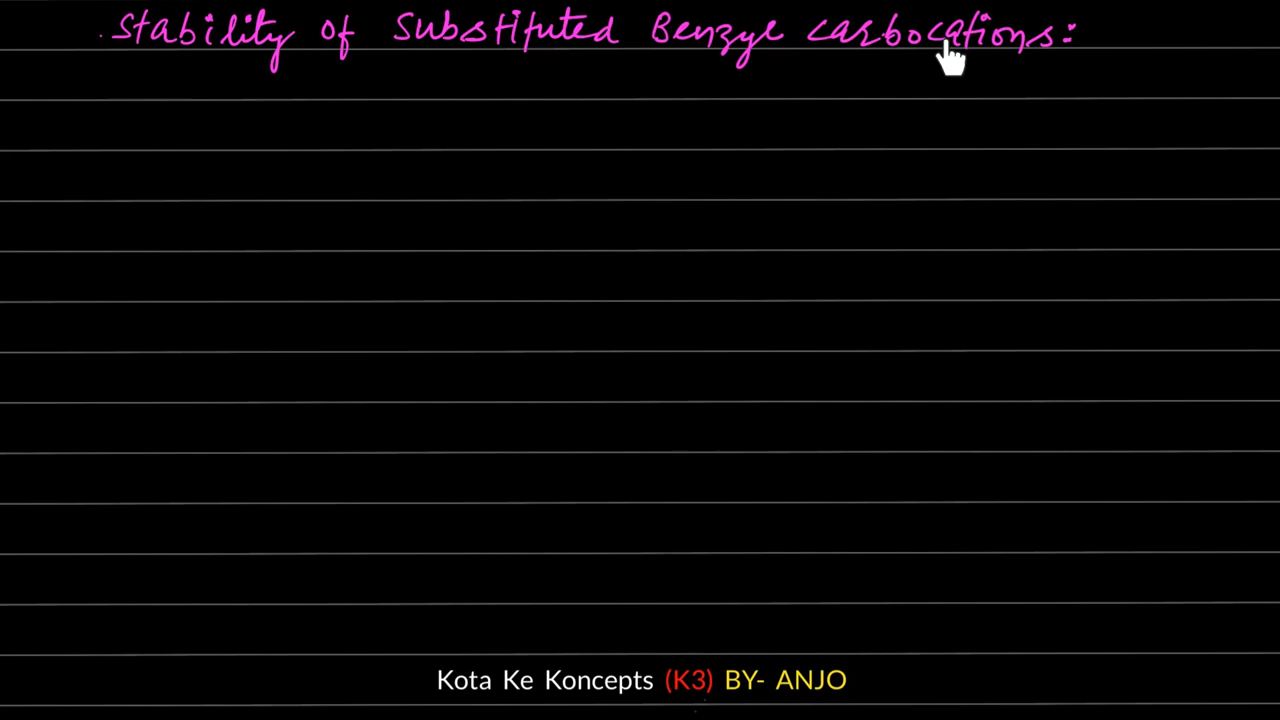 Stability of Substituted Benzyl carbocations:
Kota Ke Koncepts (K3) BY- ANJO